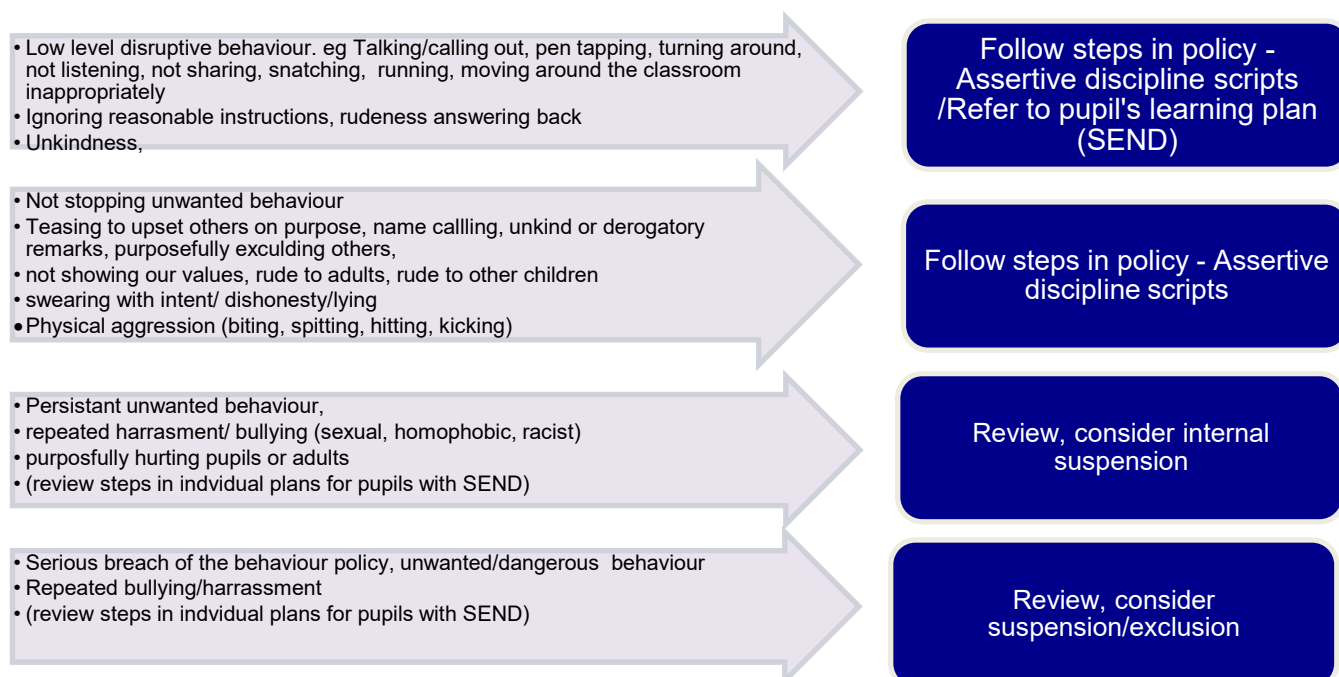 • Low level disruptive behaviour. eg Talking/calling out, pen tapping, turning around,
not listening, not sharing, snatching, running, moving around the classroom
inappropriately
• Ignoring reasonable instructions, rudeness answering back
• Unkindness,
Follow steps in policy -
Assertive discipline scripts
/Refer to pupil's learning plan
(SEND)
• Not stopping unwanted behaviour
• Teasing to upset others on purpose, name callling, unkind or derogatory
remarks, purposefully exculding others,
• not showing our values, rude to adults, rude to other children
• swearing with intent/ dishonesty/lying
• Physical aggression (biting, spitting, hitting, kicking)
Follow steps in policy - Assertive
discipline scripts
• Persistant unwanted behaviour,
• repeated harrasment/ bullying (sexual, homophobic, racist)
• purposfully hurting pupils or adults
• (review steps in indvidual plans for pupils with SEND)
Review, consider internal
suspension
• Serious breach of the behaviour policy, unwanted/dangerous behaviour
• Repeated bullying/harrassment
• (review steps in indvidual plans for pupils with SEND)
Review, consider
suspension/exclusion